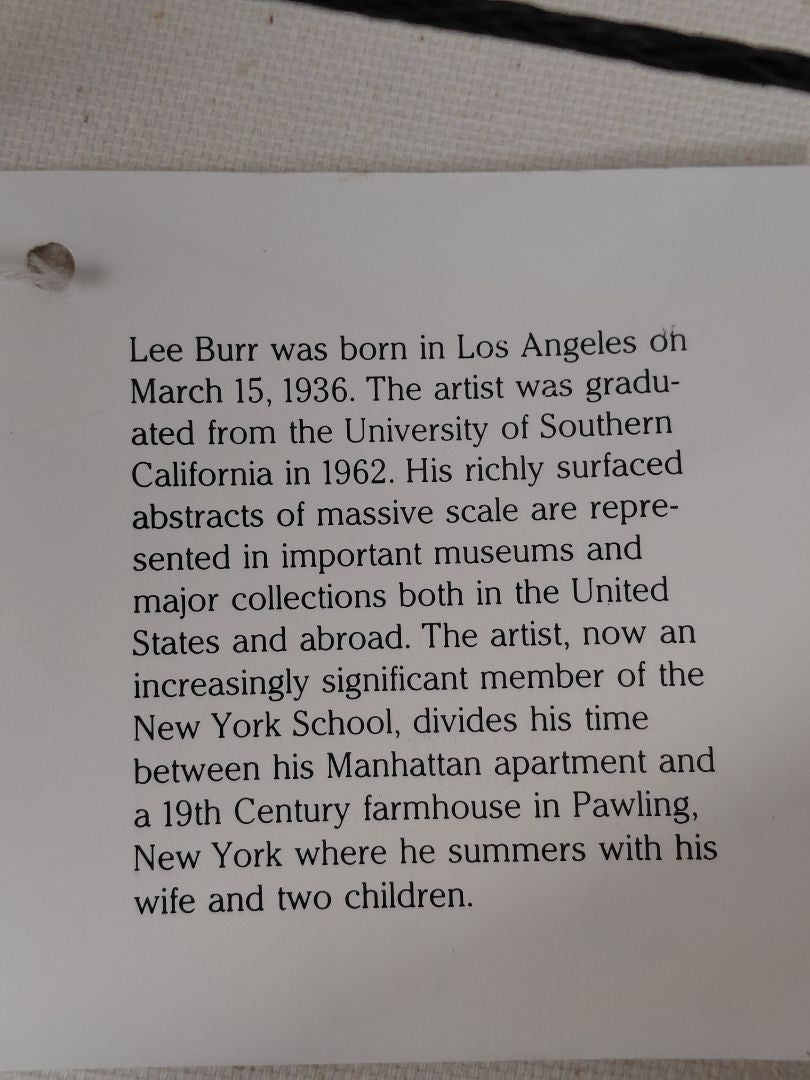 Lee Burr was born in Los Angeles on
March 15, 1936. The artist was gradu-
ated from the University of Southern
California in 1962. His richly surfaced
abstracts of massive scale are repre-
sented in important museums and
major collections both in the United
States and abroad. The artist, now an
increasingly significant member of the
New York School, divides his time
between his Manhattan apartment and
a 19th Century farmhouse in Pawling,
New York where he summers with his
wife and two children.